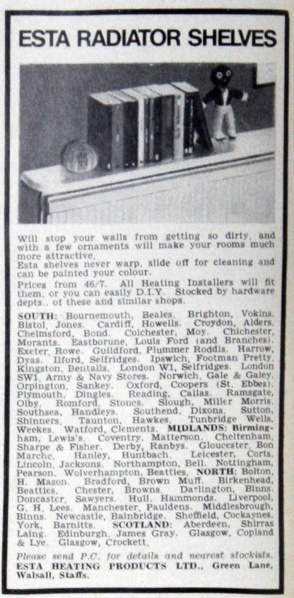 ESTA RADIATOR SHELVES
Will stop your walls from getting so dirty, and
with a few ornaments will make your rooms much
more attractive.
Esta shelves never warp, slide off for cleaning and
can be painted your colour.
Prices from 46/7. All Heating Installers will fit
them, or you can easily D.I.Y. Stocked by hardware
depts.. of these and similar shops.
SOUTH: Bournemouth, Beales. Brighton, Vokins.
Bistol, Jones. Cardiff, Howells. Croydon, Alders.
Chelmsford, Bond. Colchester, Moy. Chichester,
Morants. Eastborune, Louis Ford (and Branches).
Exeter, Rowe. Guildford, Plummer Roddis. Harrow,
Dyas. Ilford, Selfridges. Ipswich, Footman Pretty.
Kingston, Bentalls. London W1, Selfridges. London
SW1, Army & Navy Stores. Norwich, Gale & Galey.
Orpington, Sankey. Oxford, Coopers (St. Ebbes).
Plymouth, Dingles. Reading, Callas. Ramsgate,
Olby. Romford, Stones. Slough, Miller Morris.
Southsea, Handleys. Southend, Dixons. Sutton,
Shinners, Taunton, Hawkes. Tunbridge Wells,
Weekes. Watford, Clements. MIDLANDS: Birming-
ham, Lewis's. Coventry, Matterson. Cheltenham,
Sharpe & Fisher. Derby, Ranbys. Gloucester, Bon
Marche. Hanley, Huntbach. Leicester, Corts.
Lincoln, Jacksons. Northampton, Bell. Nottingham,
Pearson. Wolverhampton, Beatties. NORTH: Bolton,
H. Mason. Bradford, Brown Muff. Birkenhead,
Beatties. Chester, Browns. Darlington, Binns.
Doncaster, Sawyers. Hull, Hammonds. Liverpool,
G. H. Lees. Manchester, Pauldens. Middlesbrough,
Binns. Newcastle, Bainbridge. Sheffield, Cockaynes.
York, Barnitts. SCOTLAND: Aberdeen, Shirras
Laing. Edinburgh, James Gray. Glasgow, Copland
& Lye. Glasgow, Crockett.
Please send P.C. for details and nearest stockists.
ESTA HEATING PRODUCTS LTD., Green Lane,
Walsall, Staffs.